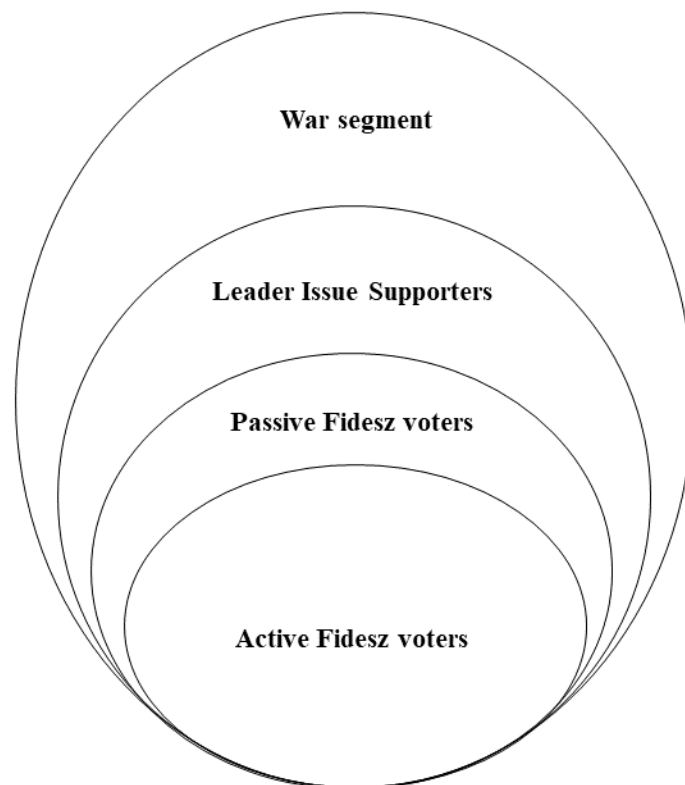 War segment
Leader Issue Supporters
Passive Fidesz voters
Active Fidesz voters